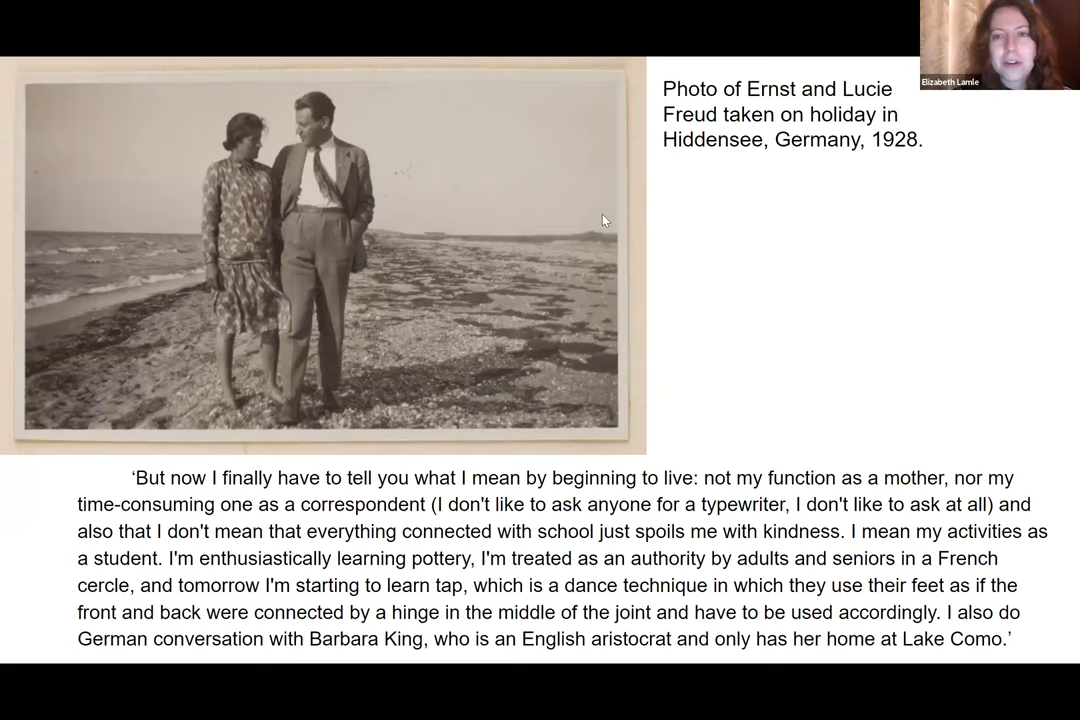 Elizabeth Lamle
Photo of Ernst and Lucie
Freud taken on holiday in
Hiddensee, Germany, 1928.
‘But now I finally have to tell you what I mean by beginning to live: not my function as a mother, nor my
time-consuming one as a correspondent (I don't like to ask anyone for a typewriter, I don't like to ask at all) and
also that I don't mean that everything connected with school just spoils me with kindness. I mean my activities as
a student. I'm enthusiastically learning pottery, I'm treated as an authority by adults and seniors in a French
cercle, and tomorrow I'm starting to learn tap, which is a dance technique in which they use their feet as if the
front and back were connected by a hinge in the middle of the joint and have to be used accordingly. I also do
German conversation with Barbara King, who is an English aristocrat and only has her home at Lake Como.’